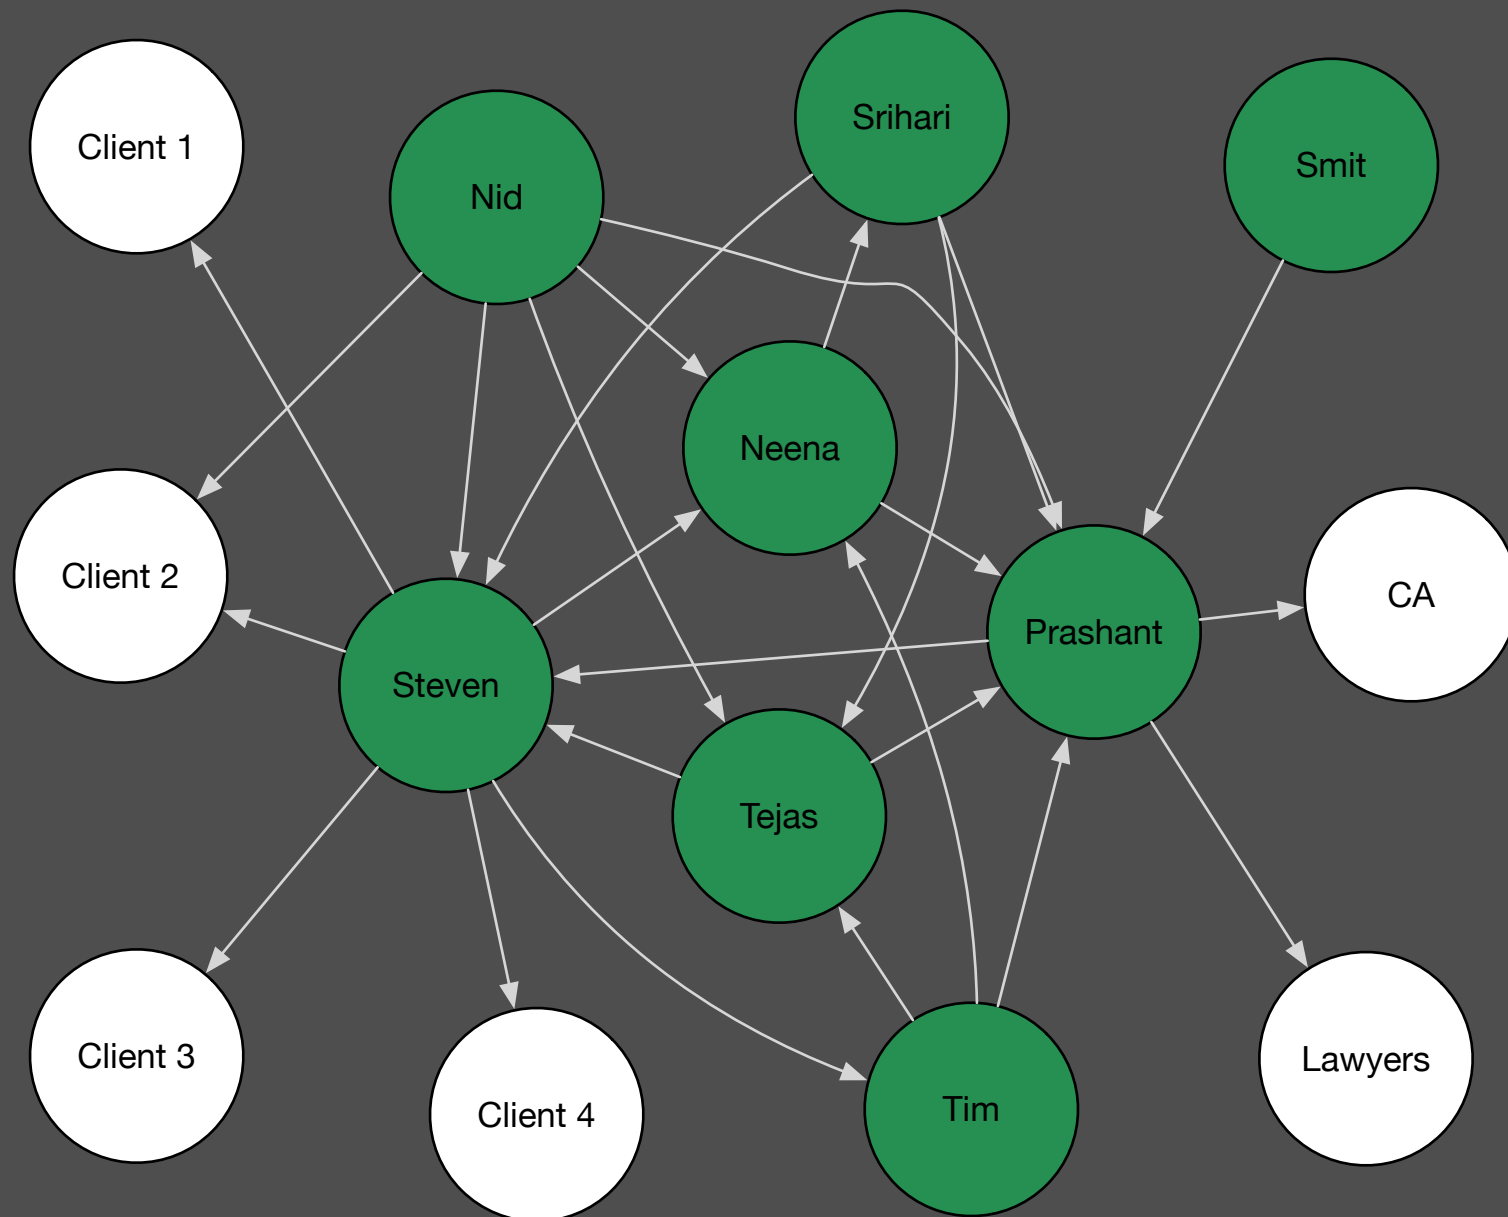 Client 1
Nid
Srihari
Smit
Neena
Client 2
CA
Prashant
Steven
Tejas
Client 3
Client 4
Tim
Lawyers